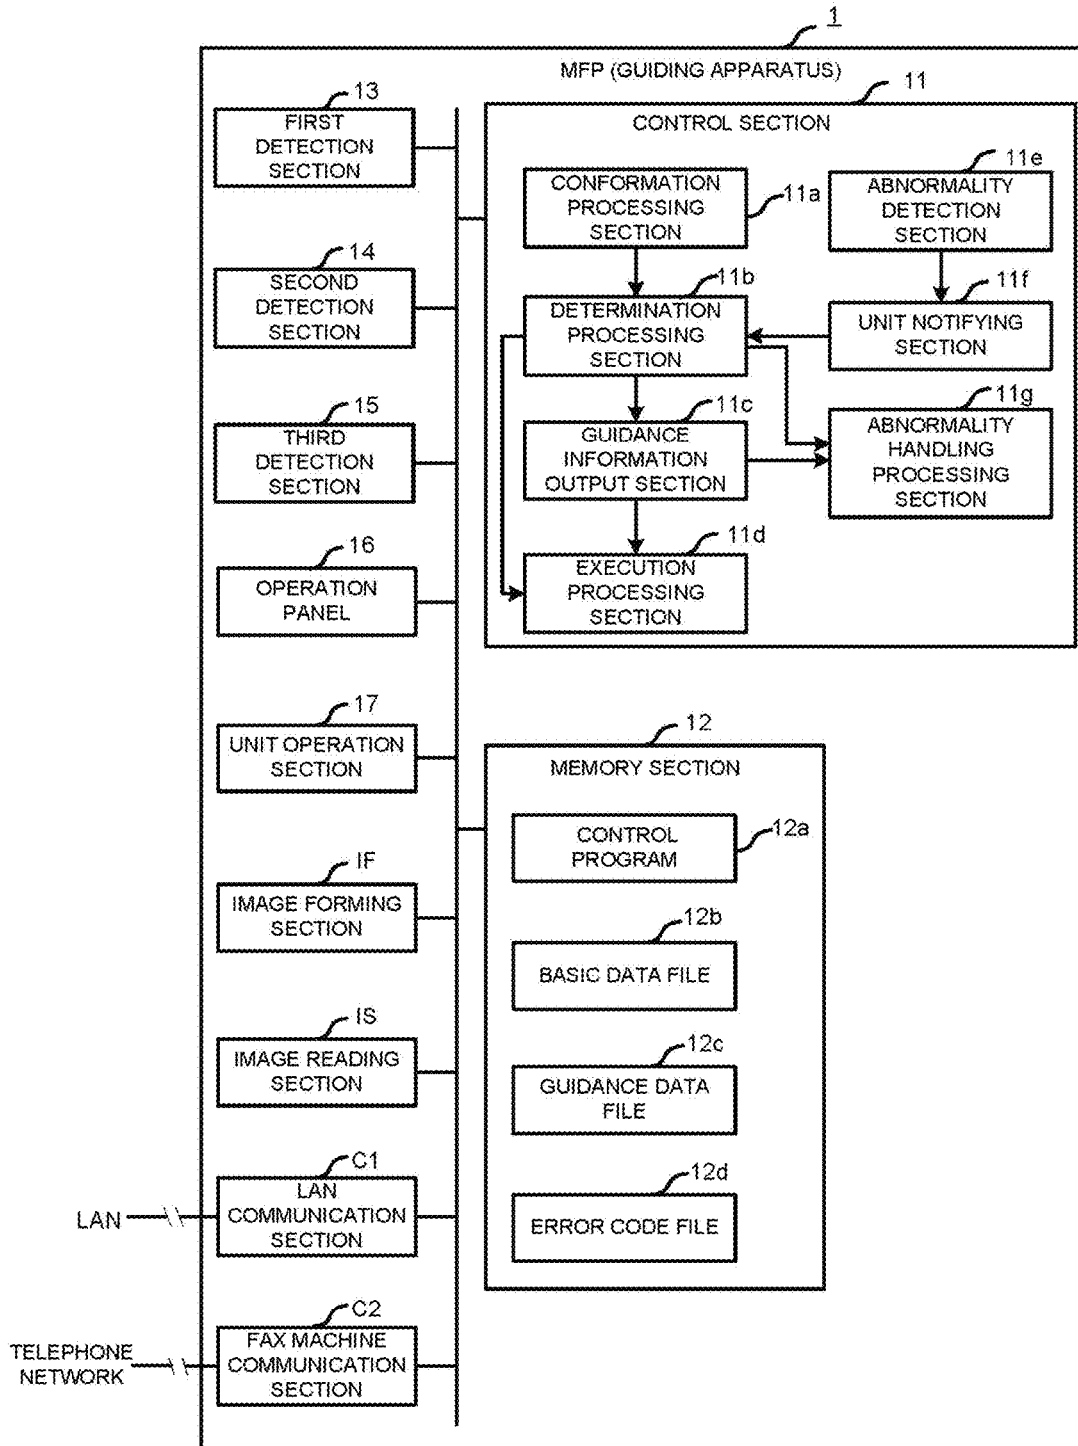 1
MFP (GUIDING APPARATUS)
13
FIRST
DETECTION
SECTION
14
SECOND
DETECTION
SECTION
15
THIRD
DETECTION
SECTION
16
OPERATION
PANEL
17
UNIT OPERATION
SECTION
IF
IMAGE FORMING
SECTION
IS
IMAGE READING
SECTION
C1
LAN
COMMUNICATION
SECTION
LAN
C2
FAX MACHINE
COMMUNICATION
SECTION
TELEPHONE
NETWORK
11
CONTROL SECTION
CONFORMATION
PROCESSING
SECTION
11a
11b
DETERMINATION
PROCESSING
SECTION
11c
GUIDANCE
INFORMATION
OUTPUT SECTION
11d
EXECUTION
PROCESSING
SECTION
11e
ABNORMALITY
DETECTION
SECTION
11f
UNIT NOTIFYING
SECTION
11g
ABNORMALITY
HANDLING
PROCESSING
SECTION
12
MEMORY SECTION
CONTROL
PROGRAM
12a
12b
BASIC DATA FILE
12c
GUIDANCE DATA
FILE
12d
ERROR CODE FILE